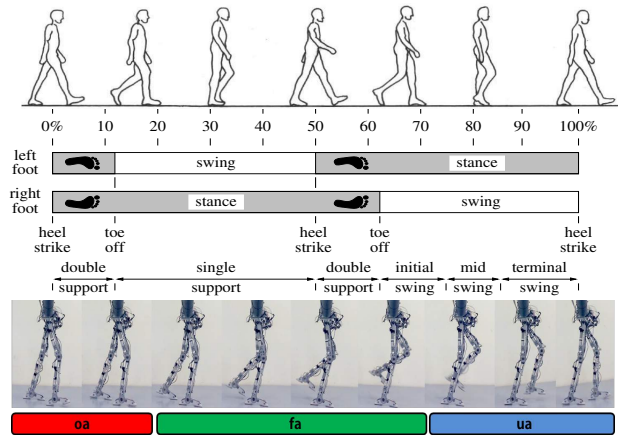 0% 10 20 30 40 50 60 70 80 90 100%
left foot swing stance
right foot stance swing
heel strike toe off heel strike toe off heel strike
double support single support double support initial swing mid swing terminal swing
oa fa ua